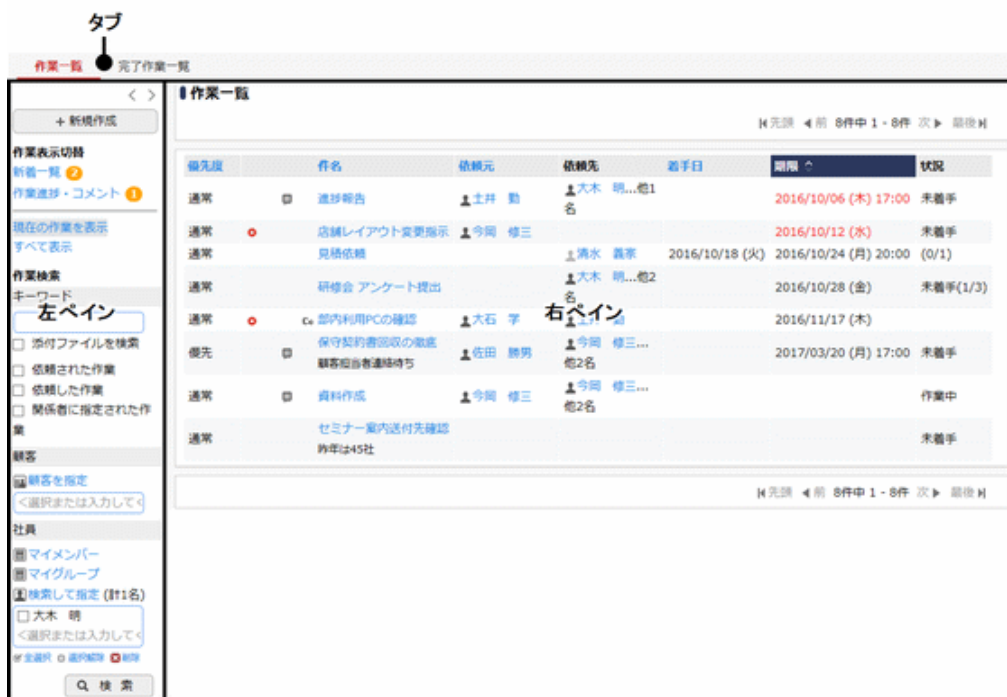 タブ
作業一覧 完了作業一覧
< >
+ 新規作成
作業表示切替
新着一覧 2
作業進捗・コメント 1
現在の作業を表示
すべて表示
作業検索
キーワード
左ペイン
添付ファイルを検索
依頼された作業
依頼した作業
関係者に指定された作
業
顧客
顧客を指定
<選択または入力して<
社員
マイメンバー
マイグループ
検索して指定 (計1名)
大木 明
<選択または入力して<
全選択 選択解除 削除
検 索
作業一覧
先頭 前 8件中 1 - 8件 次 最後
優先度 件名 依頼元 依頼先 着手日 期限 状況
通常 進捗報告 土井 勤 大木 明...他1
名 2016/10/06 (木) 17:00 未着手
通常 店舗レイアウト変更指示 今岡 修三 2016/10/12 (水) 未着手
通常 見積依頼 清水 義家 2016/10/18 (火) 2016/10/24 (月) 20:00 (0/1)
通常 研修会 アンケート提出 大木 明...他2
名 2016/10/28 (金) 未着手(1/3)
通常 部内利用PCの確認 大石 学 2016/11/17 (木)
右ペイン
優先 保守契約書回収の徹底 佐田 勝男 今岡 修三...
顧客担当者連絡待ち 他2名 2017/03/20 (月) 17:00 未着手
通常 資料作成 今岡 修三 今岡 修三...
他2名 作業中
通常 セミナー案内送付先確認 未着手
昨年は45社
先頭 前 8件中 1 - 8件 次 最後